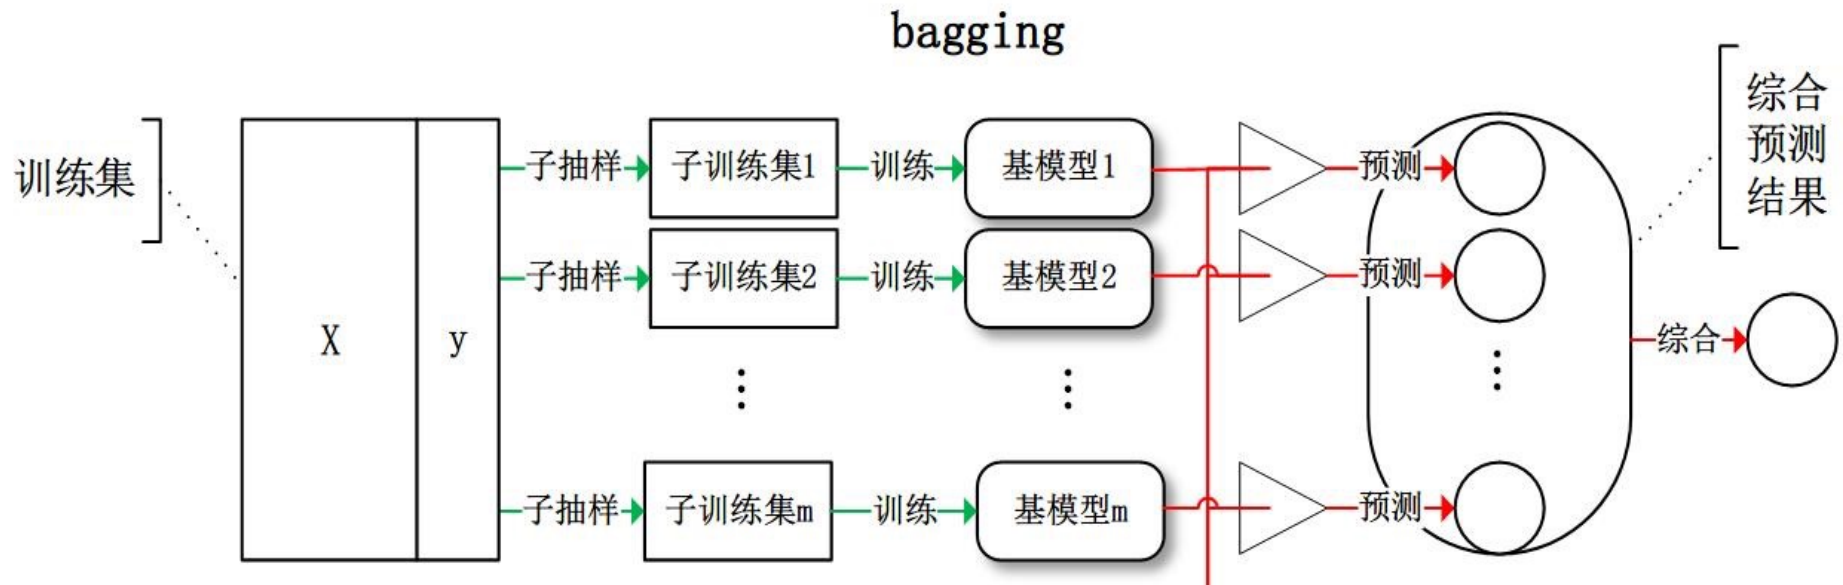 bagging
训练集
X
y
子抽样
子训练集1
训练
基模型1
预测
子抽样
子训练集2
训练
基模型2
预测
子抽样
子训练集m
训练
基模型m
预测
综合
预测
结果
综合